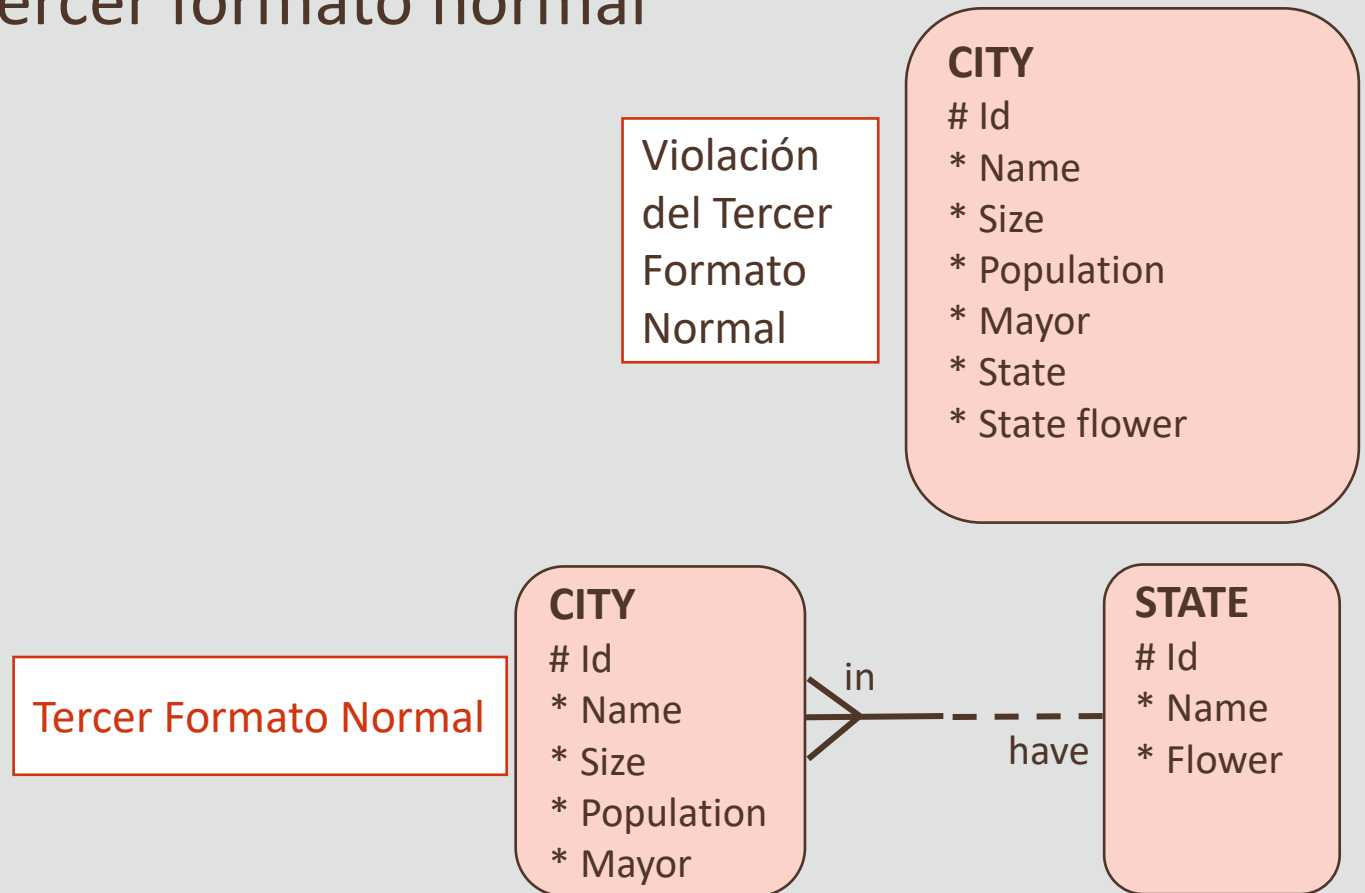 ercer formato normal
Violación
del Tercer
Formato
Normal
CITY
# Id
* Name
* Size
* Population
* Mayor
* State
* State flower
Tercer Formato Normal
CITY
# Id
* Name
* Size
* Population
* Mayor
in
have
STATE
# Id
* Name
* Flower